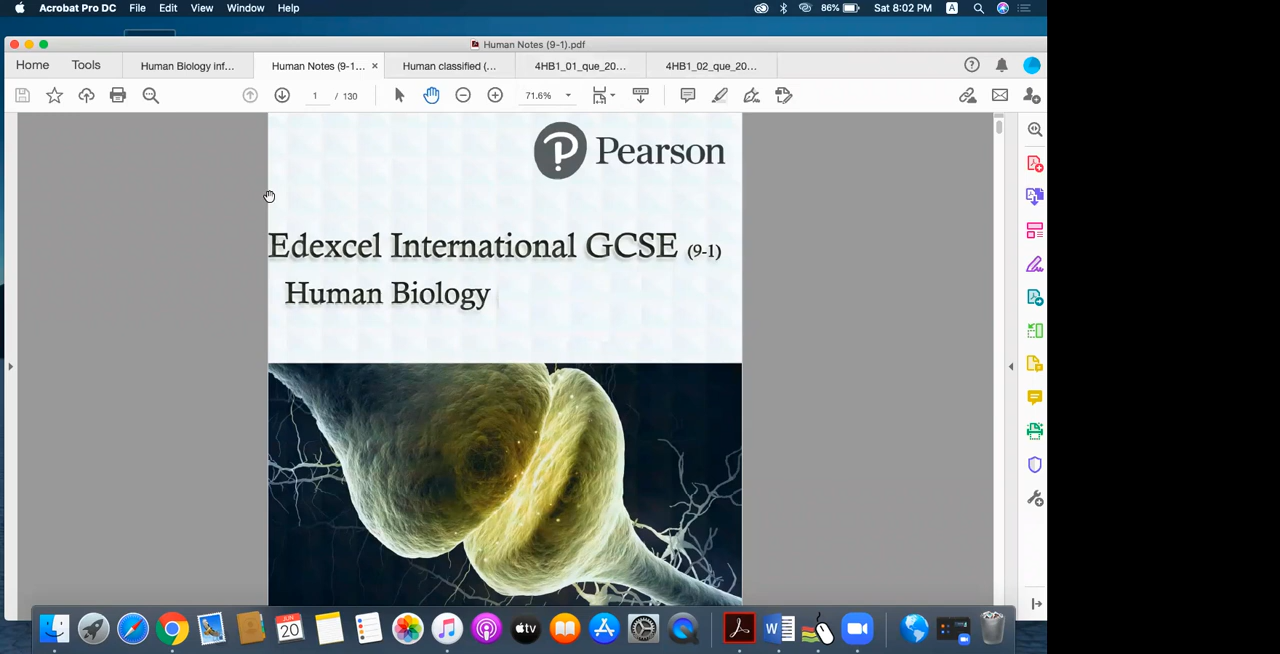 Acrobat Pro DC File Edit View Window Help 86% Sat 8:02 PM A
Human Notes (9-1).pdf
Home Tools Human Biology inf... Human Notes (9-1... × Human classified (... 4HB1_01_que_20... 4HB1_02_que_20...
1 / 130 71.6%
Pearson
Edexcel International GCSE (9-1)
Human Biology
JUN
20
tv
W